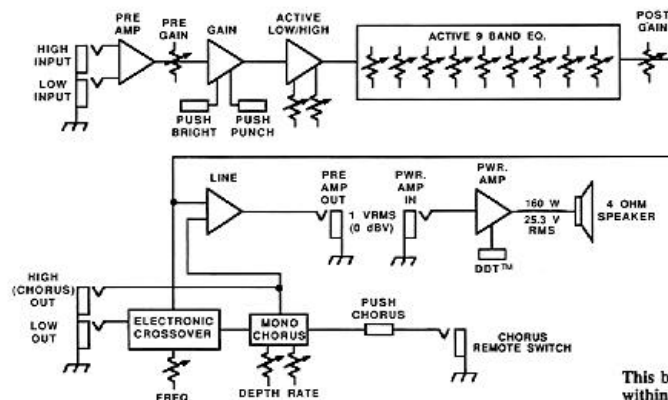 PRE
AMP
PRE
GAIN
GAIN
ACTIVE
LOW/HIGH
ACTIVE 9 BAND EQ.
POST
GAIN
HIGH
INPUT
LOW
INPUT
PUSH
BRIGHT
PUSH
PUNCH
LINE
PRE
AMP
OUT
1 VRMS
(0 dBV)
PWR.
AMP
IN
PWR.
AMP
160 W
25.3 V
RMS
4 OHM
SPEAKER
DDT™
HIGH
(CHORUS)
OUT
LOW
OUT
ELECTRONIC
CROSSOVER
MONO
CHORUS
PUSH
CHORUS
CHORUS
REMOTE SWITCH
FREQ
DEPTH RATE
This b
within